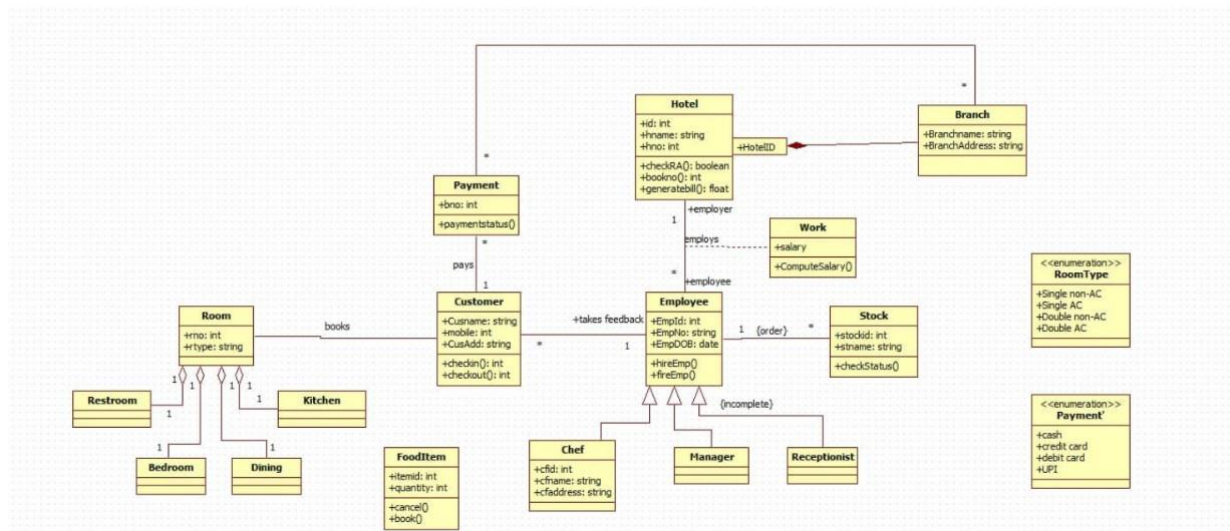 *
Hotel
+id: int
+hname: string
+hno: int
+checkRA(): boolean
+bookno(): int
+generatebill(): float
+HotelID
Branch
+Branchname: string
+BranchAddress: string
*
Payment
+bno: int
+paymentstatus()
*
pays
1
+employer
1
employs
*
+employee
Work
+salary
+ComputeSalary()
<<enumeration>>
RoomType
+Single non-AC
+Single AC
+Double non-AC
+Double AC
Room
+rno: int
+rtype: string
books
Customer
+Cusname: string
+mobile: int
+CusAdd: string
+checkin(): int
+checkout(): int
+takes feedback
*
1
Employee
+EmpId: int
+EmpNo: string
+EmpDOB: date
+hireEmp()
+fireEmp()
1
{order}
*
Stock
+stockid: int
+stname: string
+checkStatus()
1
1
1
1
Restroom
1
Kitchen
1
1
Bedroom
1
Dining
{incomplete}
FoodItem
+itemid: int
+quantity: int
+cancel()
+book()
Chef
+cfid: int
+cfname: string
+cfaddress: string
Manager
Receptionist
<<enumeration>>
Payment'
+cash
+credit card
+debit card
+UPI